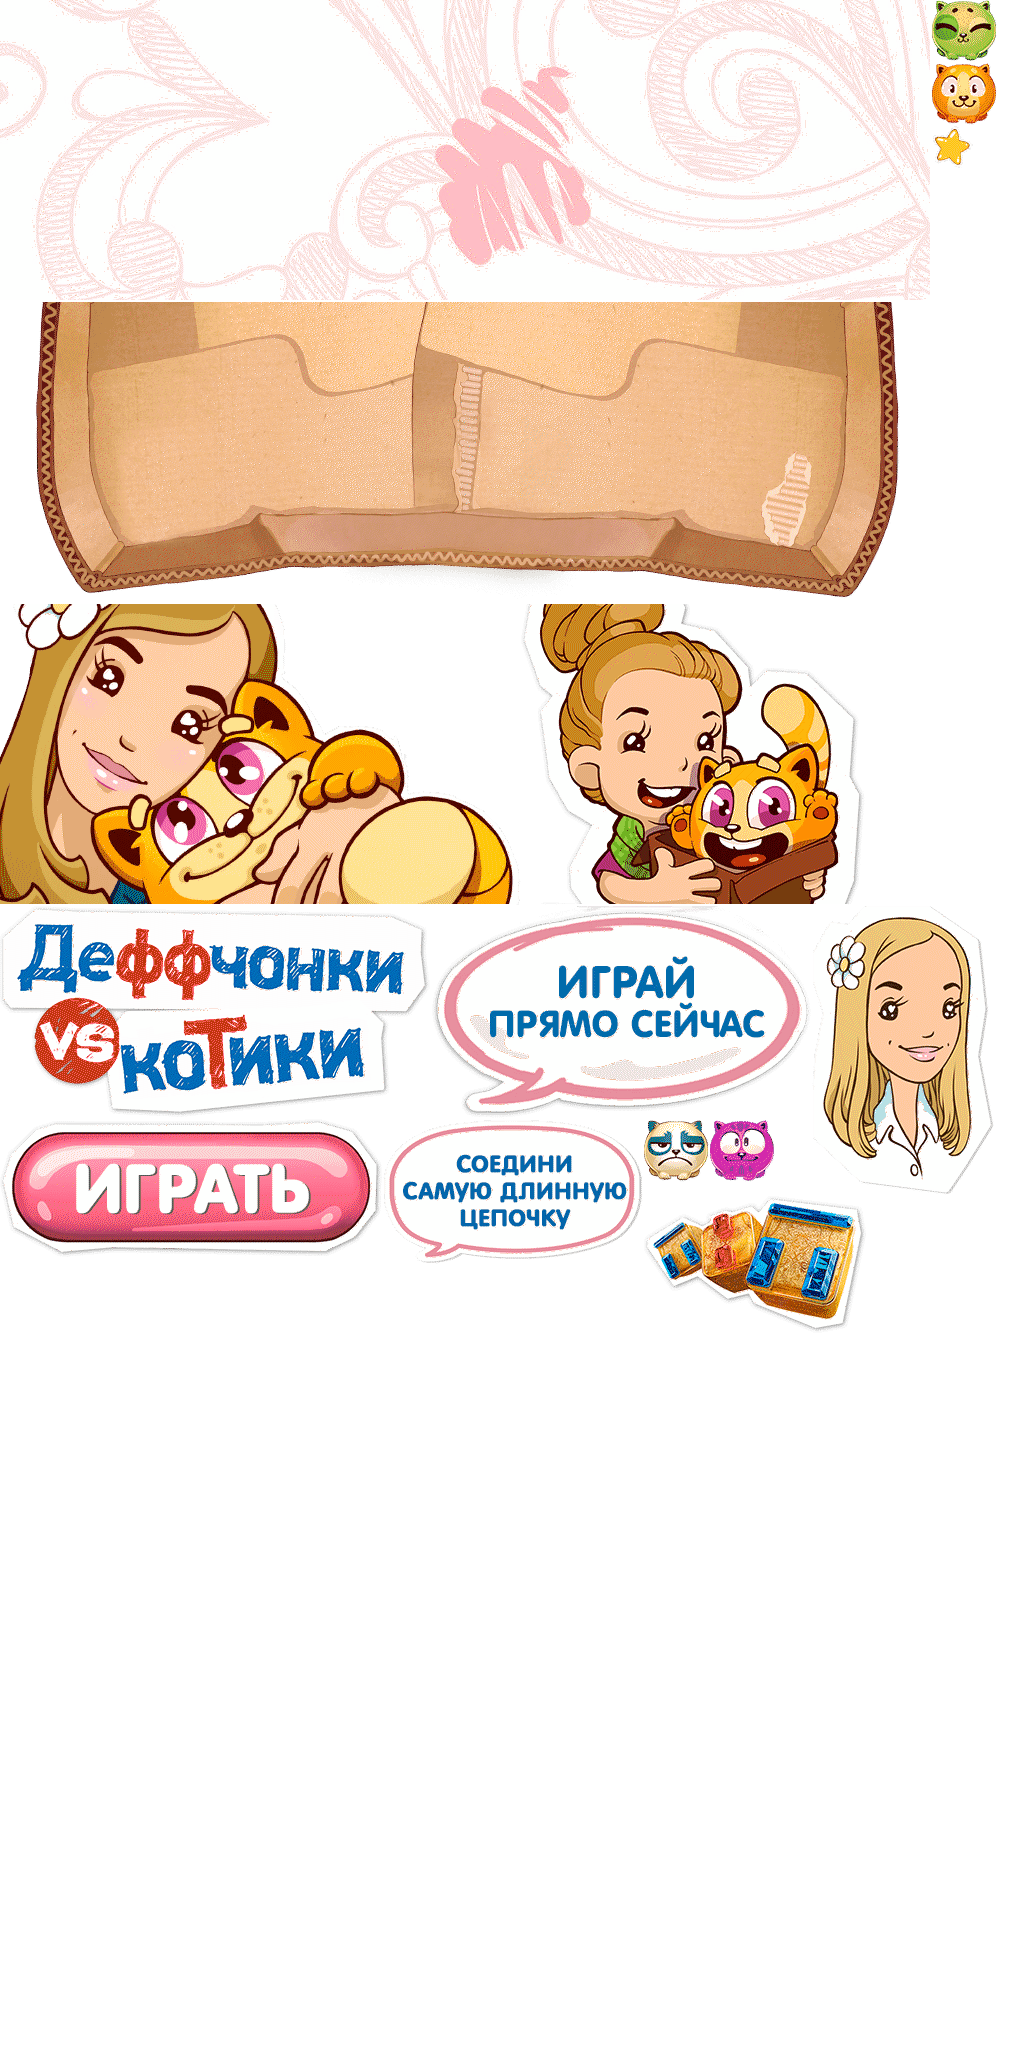 Деффчонки
vs котики
ИГРАЙ
ПРЯМО СЕЙЧАС
ИГРАТЬ
СОЕДИНИ
САМУЮ ДЛИННУЮ
ЦЕПОЧКУ